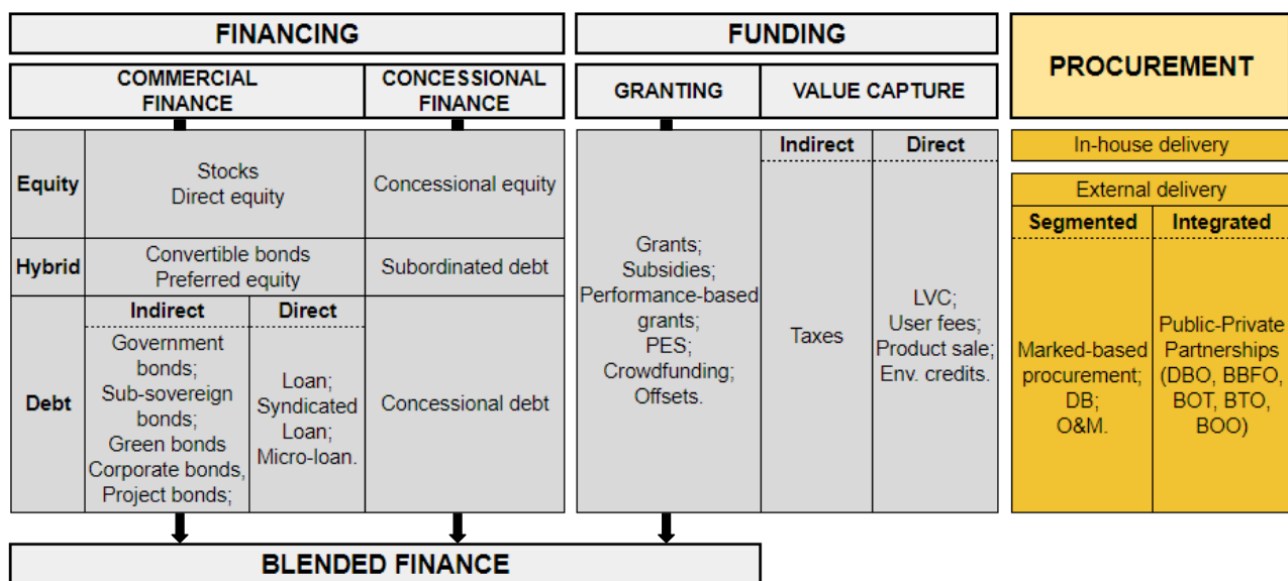 FINANCING
FUNDING
PROCUREMENT
COMMERCIAL
FINANCE
CONCESSIONAL
FINANCE
GRANTING
VALUE CAPTURE
Equity
Stocks
Direct equity
Concessional equity
Hybrid
Convertible bonds
Preferred equity
Subordinated debt
Debt
Indirect
Government
bonds;
Sub-sovereign
bonds;
Green bonds
Corporate bonds,
Project bonds;
Direct
Loan;
Syndicated
Loan;
Micro-loan.
Concessional debt
Grants;
Subsidies;
Performance-based
grants;
PES;
Crowdfunding;
Offsets.
Indirect
Taxes
Direct
LVC;
User fees;
Product sale;
Env. credits.
In-house delivery
External delivery
Segmented
Marked-based
procurement;
DB;
O&M.
Integrated
Public-Private
Partnerships
(DBO, BBFO,
BOT, BTO,
BOO)
BLENDED FINANCE